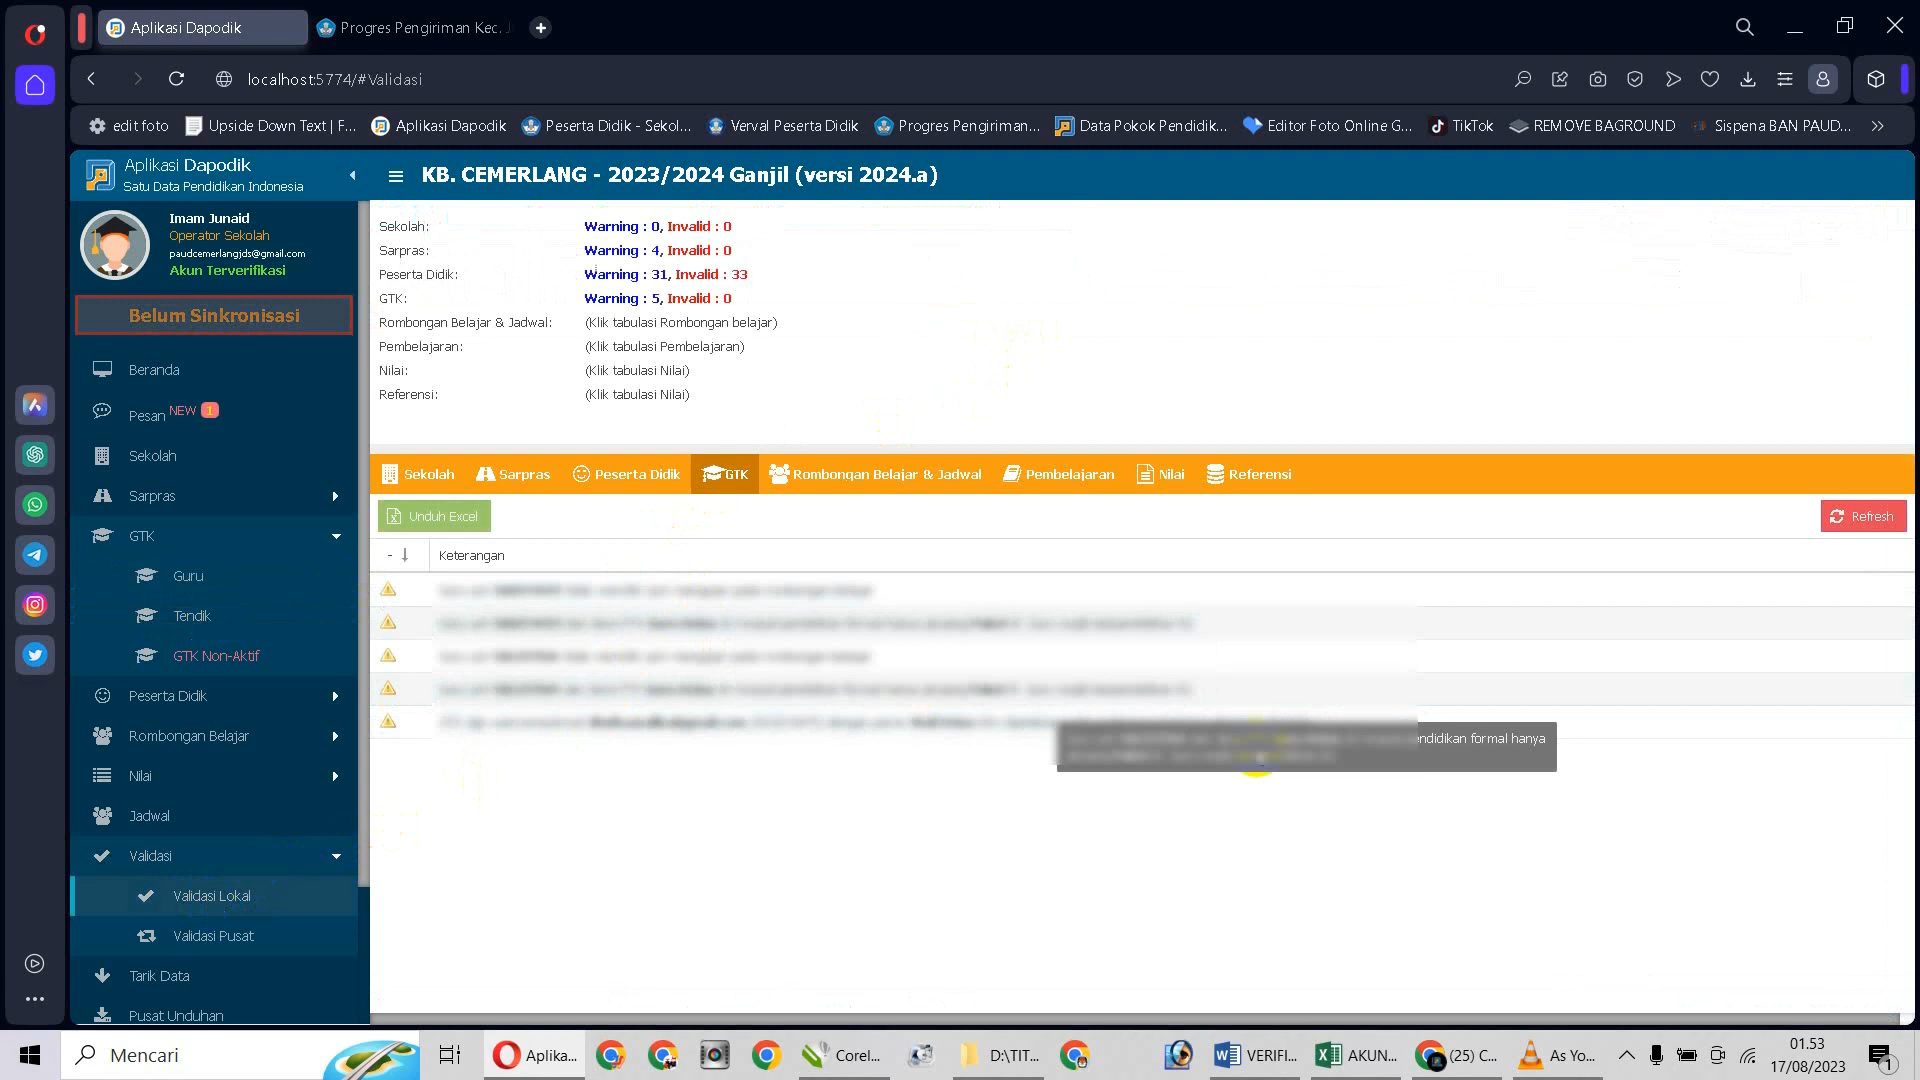 Aplikasi Dapodik
Progres Pengiriman Kec. J
localhost:5774/#Validasi
edit foto
Upside Down Text | F...
Aplikasi Dapodik
Peserta Didik - Sekol...
Verval Peserta Didik
Progres Pengiriman...
Data Pokok Pendidik...
Editor Foto Online G...
TikTok
REMOVE BAGROUND
Sispena BAN PAUD...
Aplikasi Dapodik
Satu Data Pendidikan Indonesia
KB. CEMERLANG - 2023/2024 Ganjil (versi 2024.a)
Imam Junaid
Operator Sekolah
paudcemerlangjds@gmail.com
Akun Terverifikasi
Belum Sinkronisasi
Beranda
Pesan NEW 1
Sekolah
Sarpras
GTK
Guru
Tendik
GTK Non-Aktif
Peserta Didik
Rombongan Belajar
Nilai
Jadwal
Validasi
Validasi Lokal
Validasi Pusat
Tarik Data
Pusat Unduhan
Sekolah: Warning : 0, Invalid : 0
Sarpras: Warning : 4, Invalid : 0
Peserta Didik: Warning : 31, Invalid : 33
GTK: Warning : 5, Invalid : 0
Rombongan Belajar & Jadwal: (Klik tabulasi Rombongan belajar)
Pembelajaran: (Klik tabulasi Pembelajaran)
Nilai: (Klik tabulasi Nilai)
Referensi: (Klik tabulasi Nilai)
Sekolah Sarpras Peserta Didik GTK Rombongan Belajar & Jadwal Pembelajaran Nilai Referensi
Unduh Excel
Refresh
- Keterangan
formal hanya
Mencari
Aplika...
Corel...
D:\TIT...
VERIFI...
AKUN...
(25) C...
As Yo...
01.53
17/08/2023
1